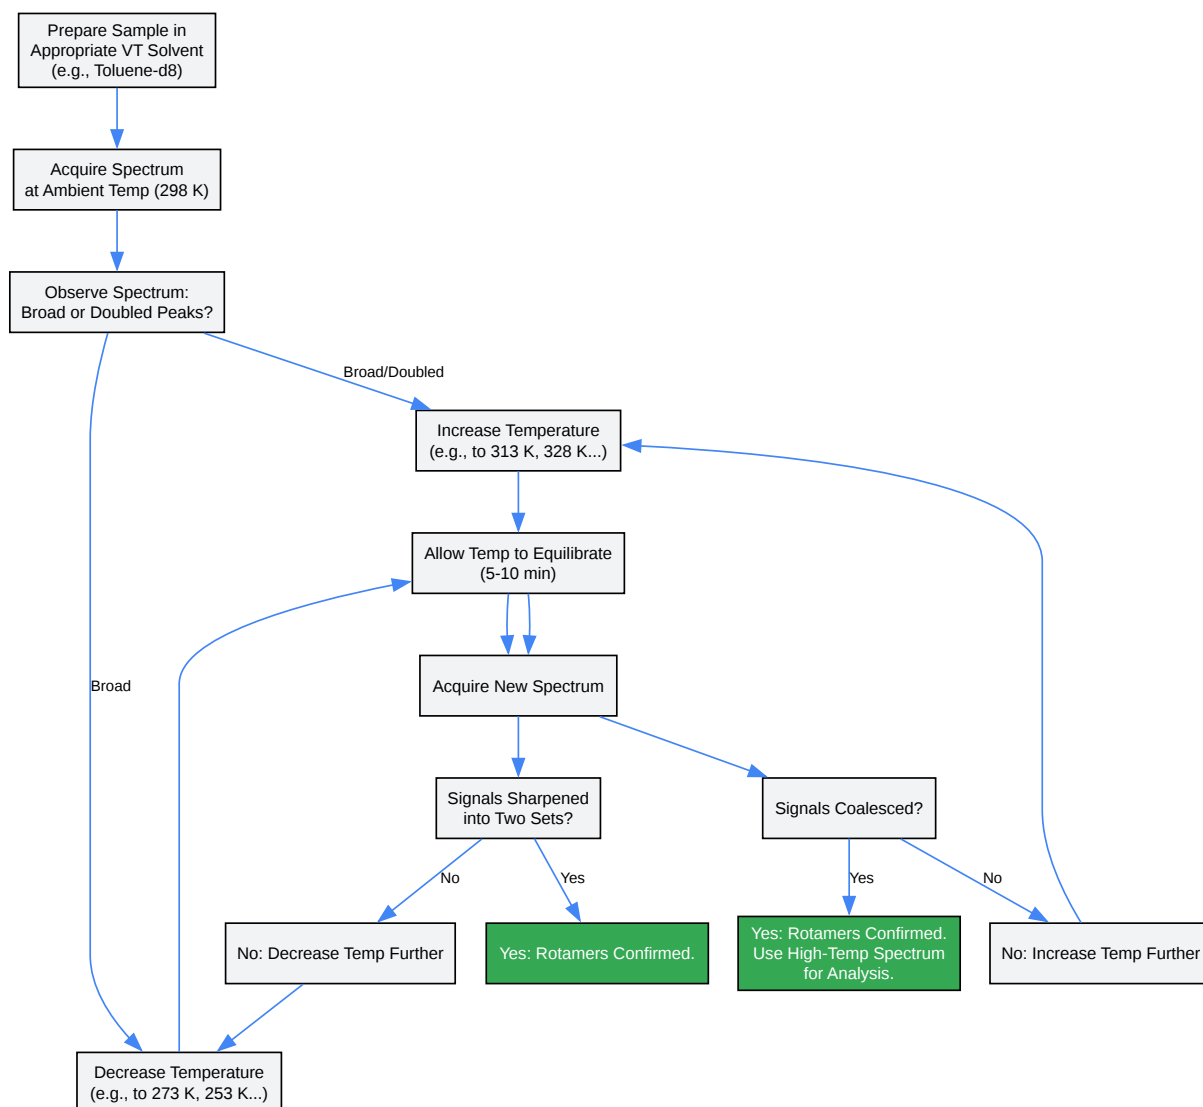 Prepare Sample in
Appropriate VT Solvent
(e.g., Toluene-d8)
Acquire Spectrum
at Ambient Temp (298 K)
Observe Spectrum:
Broad or Doubled Peaks?
Broad/Doubled
Increase Temperature
(e.g., to 313 K, 328 K...)
Allow Temp to Equilibrate
(5-10 min)
Broad
Acquire New Spectrum
Signals Sharpened
into Two Sets?
Signals Coalesced?
No
Yes
Yes
No
No: Decrease Temp Further
Yes: Rotamers Confirmed.
Yes: Rotamers Confirmed.
Use High-Temp Spectrum
for Analysis.
No: Increase Temp Further
Decrease Temperature
(e.g., to 273 K, 253 K...)